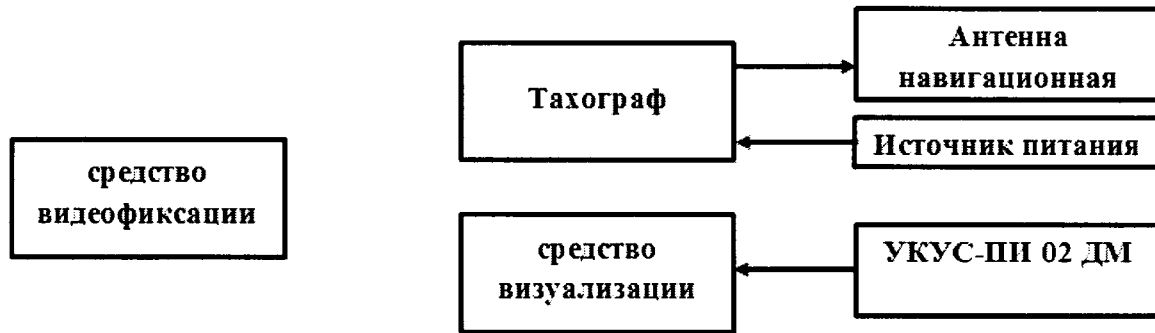 Антенна
навигационная
Тахограф
Источник питания
средство
видеофиксации
средство
визуализации
УКУС-ПИ 02 ДМ